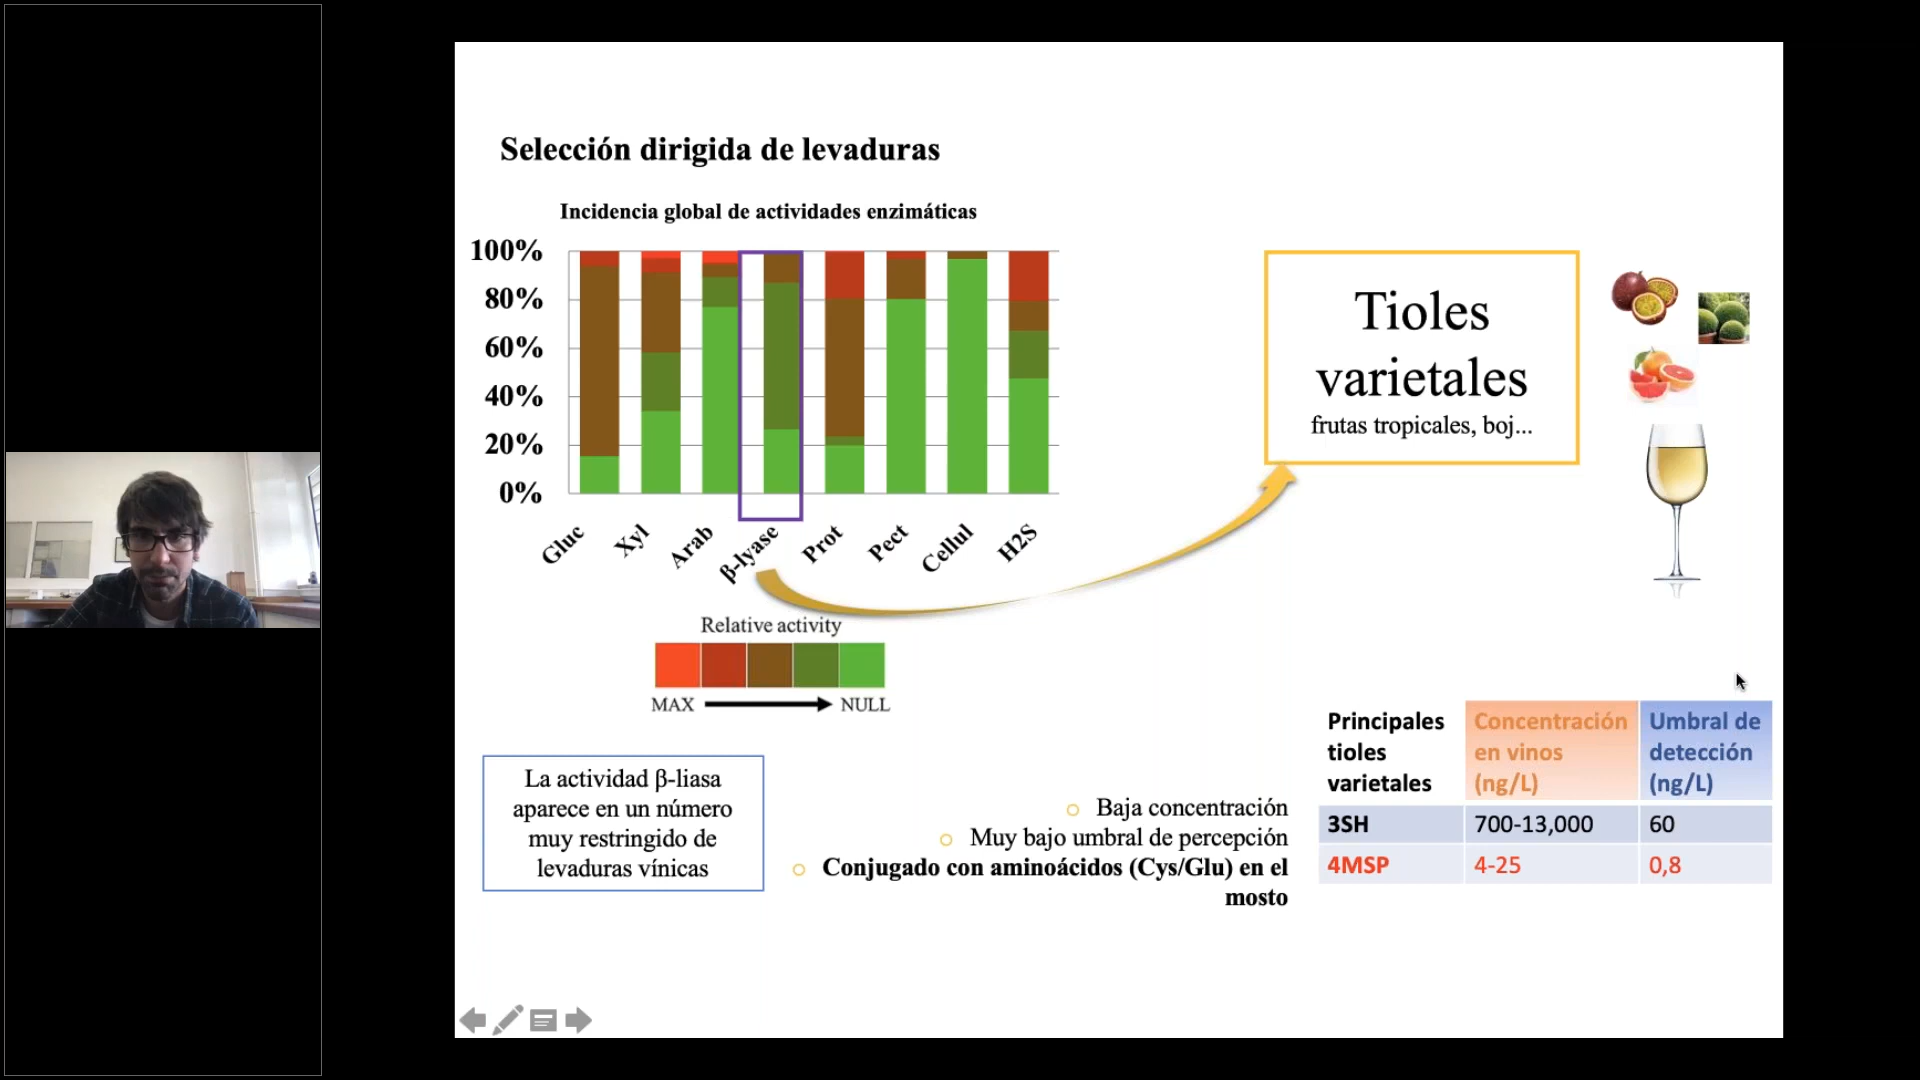 Selección dirigida de levaduras
Incidencia global de actividades enzimáticas
100%
80%
60%
40%
20%
0%
Gluc
Xyl
Arab
β-lyase
Prot
Pect
Cellul
H2S
Relative activity
MAX
NULL
Tioles
varietales
frutas tropicales, boj...
La actividad β-liasa
aparece en un número
muy restringido de
levaduras vínicas
Baja concentración
Muy bajo umbral de percepción
Conjugado con aminoácidos (Cys/Glu) en el
mosto
Principales
tioles
varietales
Concentración
en vinos
(ng/L)
Umbral de
detección
(ng/L)
3SH 700-13,000 60
4MSP 4-25 0,8